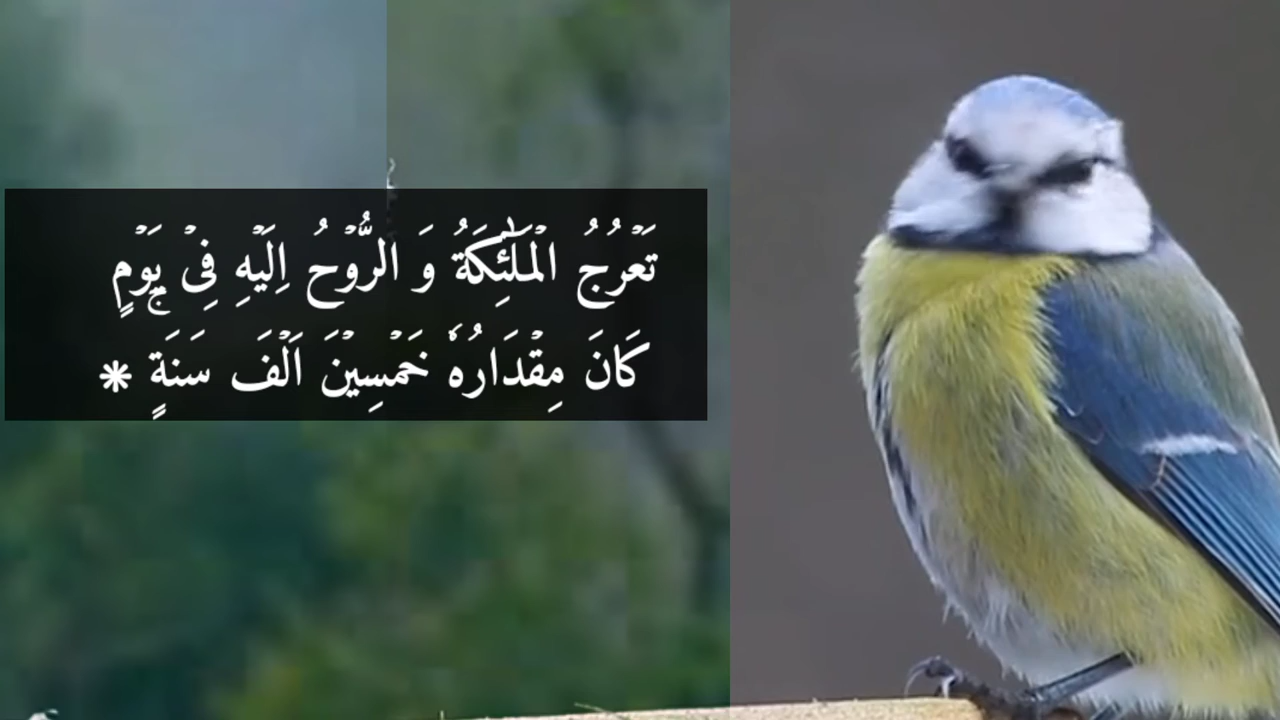 تَعۡرُجُ الۡمَلٰٓئِكَةُ وَ الرُّوۡحُ اِلَيۡهِ فِىۡ يَوۡمٍ
كَانَ مِقۡدَارُهٗ خَمۡسِيۡنَ اَلۡفَ سَنَةٍ‌ۚ *